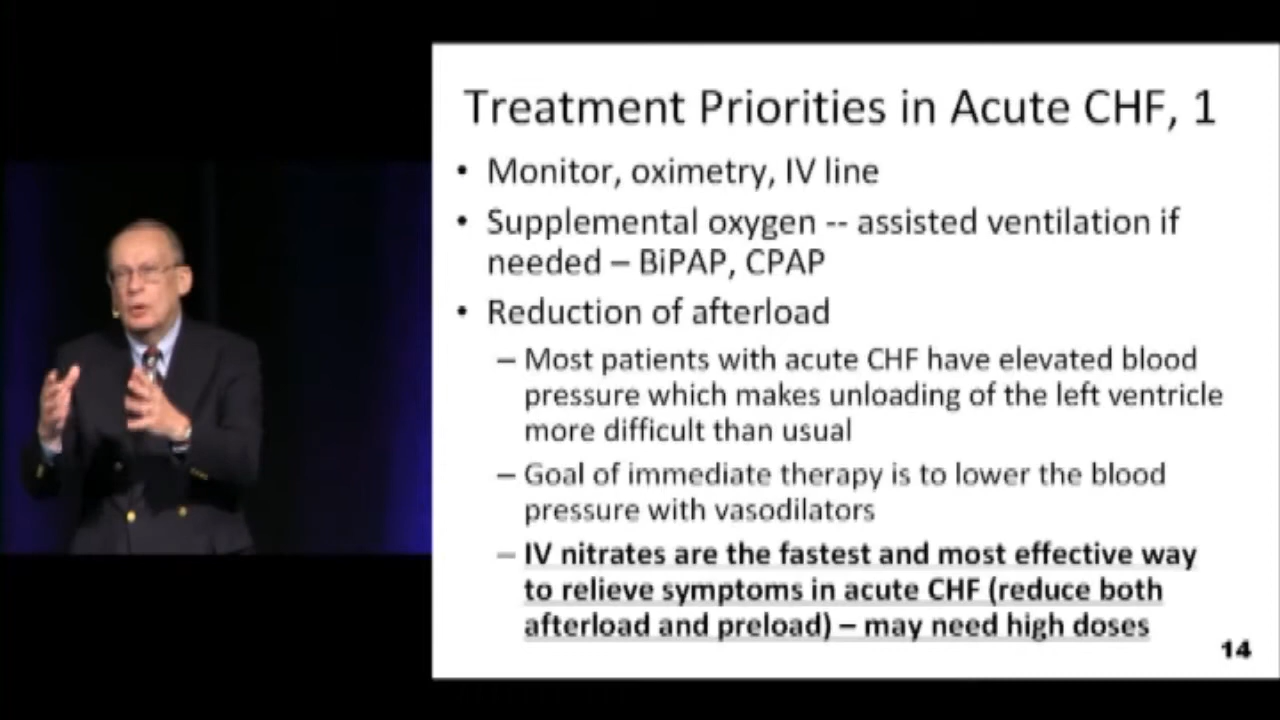 Treatment Priorities in Acute CHF, 1
• Monitor, oximetry, IV line
• Supplemental oxygen -- assisted ventilation if
needed – BiPAP, CPAP
• Reduction of afterload
– Most patients with acute CHF have elevated blood
pressure which makes unloading of the left ventricle
more difficult than usual
– Goal of immediate therapy is to lower the blood
pressure with vasodilators
– IV nitrates are the fastest and most effective way
to relieve symptoms in acute CHF (reduce both
afterload and preload) – may need high doses
14